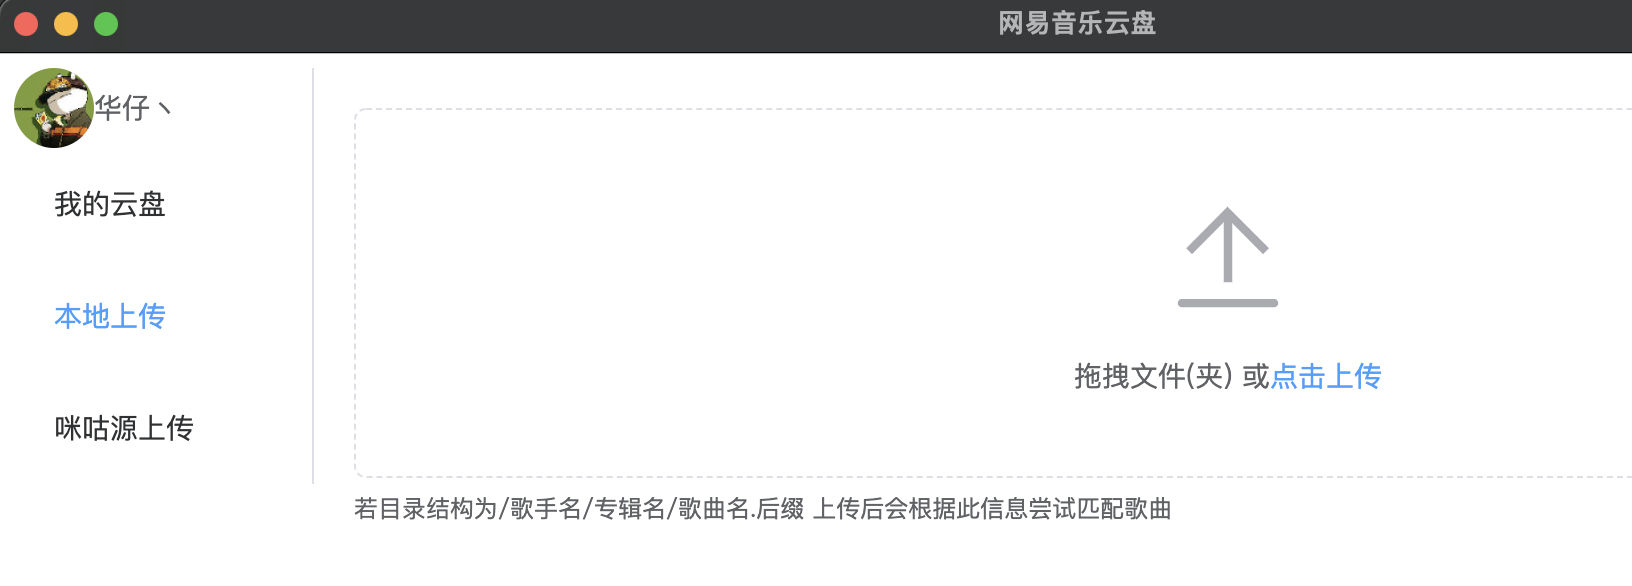 网易音乐云盘
华仔丶
我的云盘
本地上传
咪咕源上传
拖拽文件(夹) 或点击上传
若目录结构为/歌手名/专辑名/歌曲名.后缀 上传后会根据此信息尝试匹配歌曲